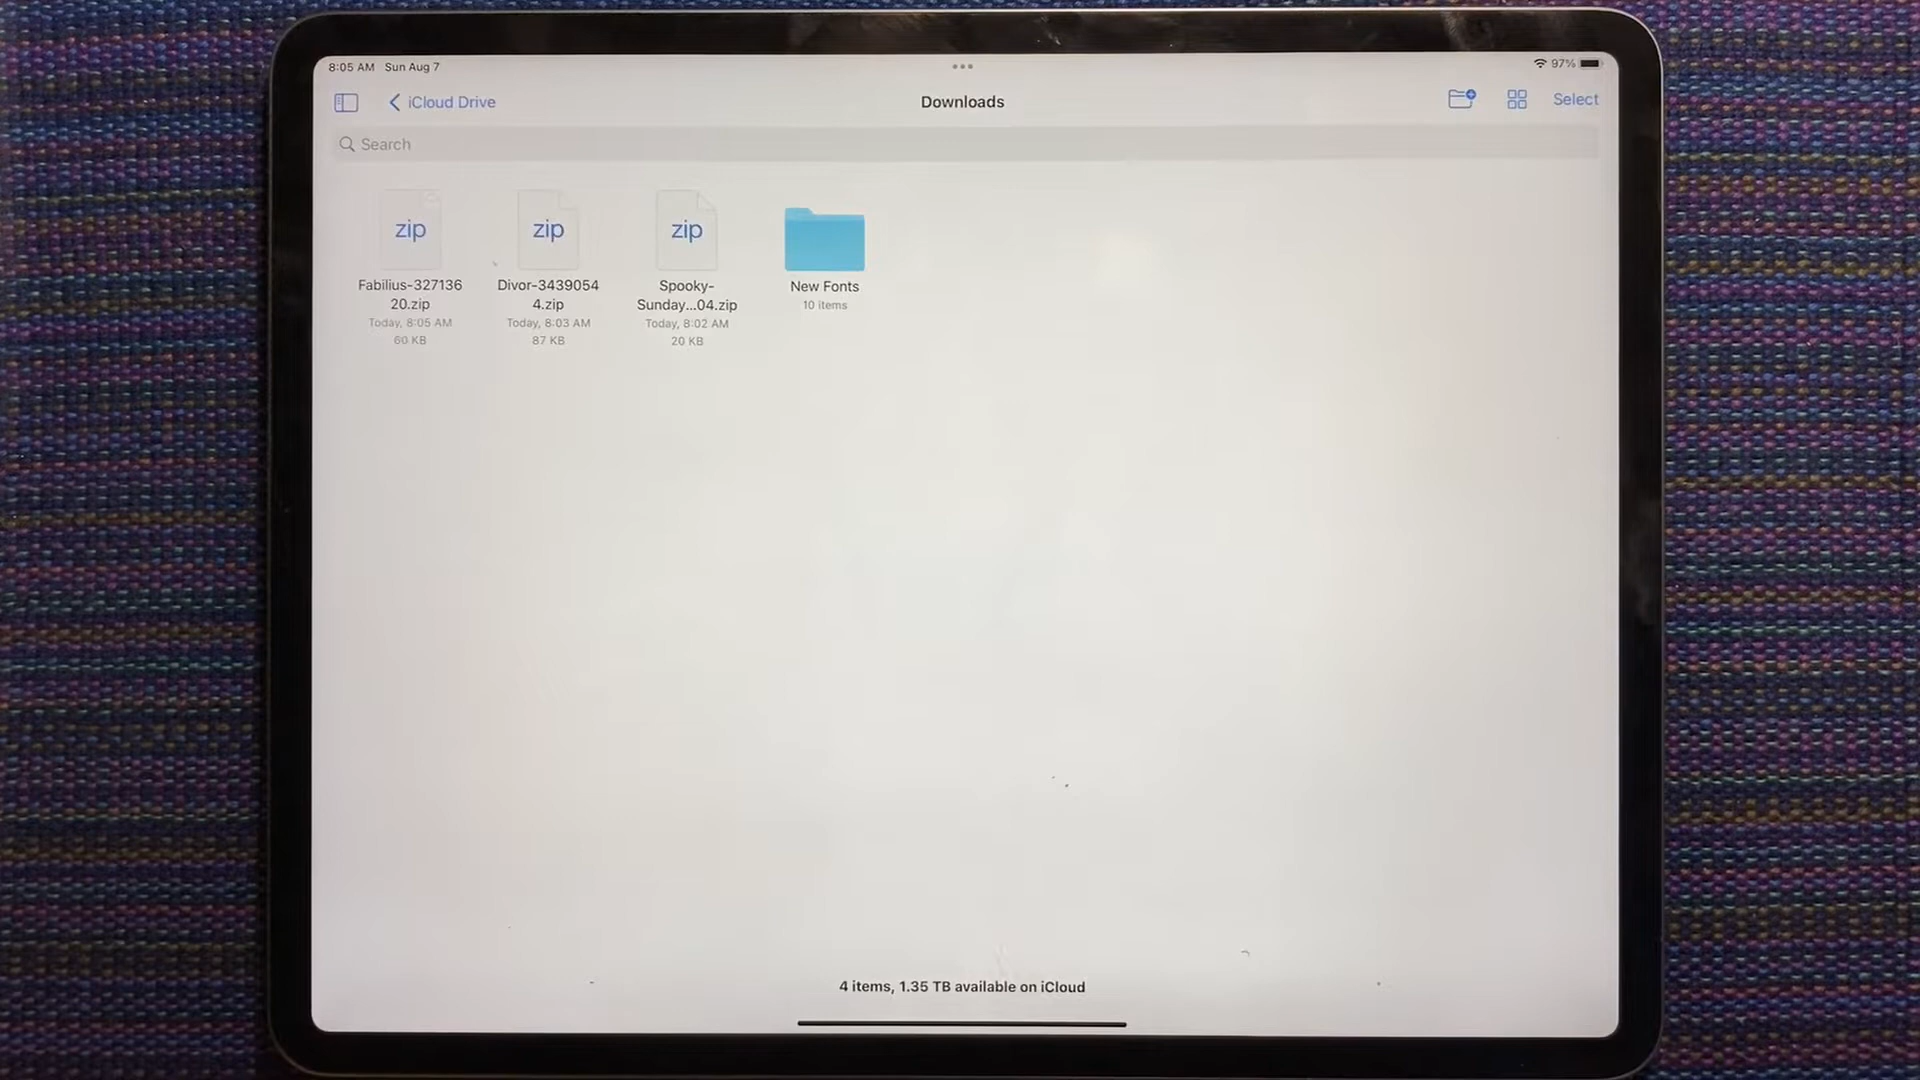 8:05 AM Sun Aug 7
97%
iCloud Drive
Downloads
Select
Search
zip
zip
zip
Fabilius-327136
20.zip
Today, 8:05 AM
60 KB
Divor-3439054
4.zip
Today, 8:03 AM
87 KB
Spooky-
Sunday...04.zip
Today, 8:02 AM
20 KB
New Fonts
10 items
4 items, 1.35 TB available on iCloud